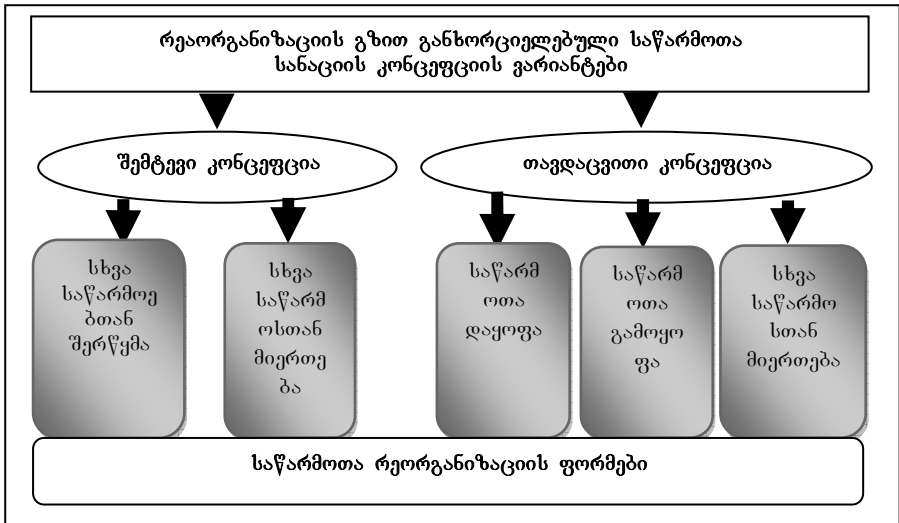 რეაორგანიზაციის გზით განხორციელებული საწარმოთა
სანაციის კონცეფციის ვარიანტები
შემტევი კონცეფცია
თავდაცვითი კონცეფცია
სხვა
საწარმოე
ბთან
შერწყმა
სხვა
საწარმ
ოსთან
მიერთე
ბა
საწარმ
ოთა
დაყოფა
საწარმ
ოთა
გამოყო
ფა
სხვა
საწარმო
სთან
მიერთება
საწარმოთა რეორგანიზაციის ფორმები